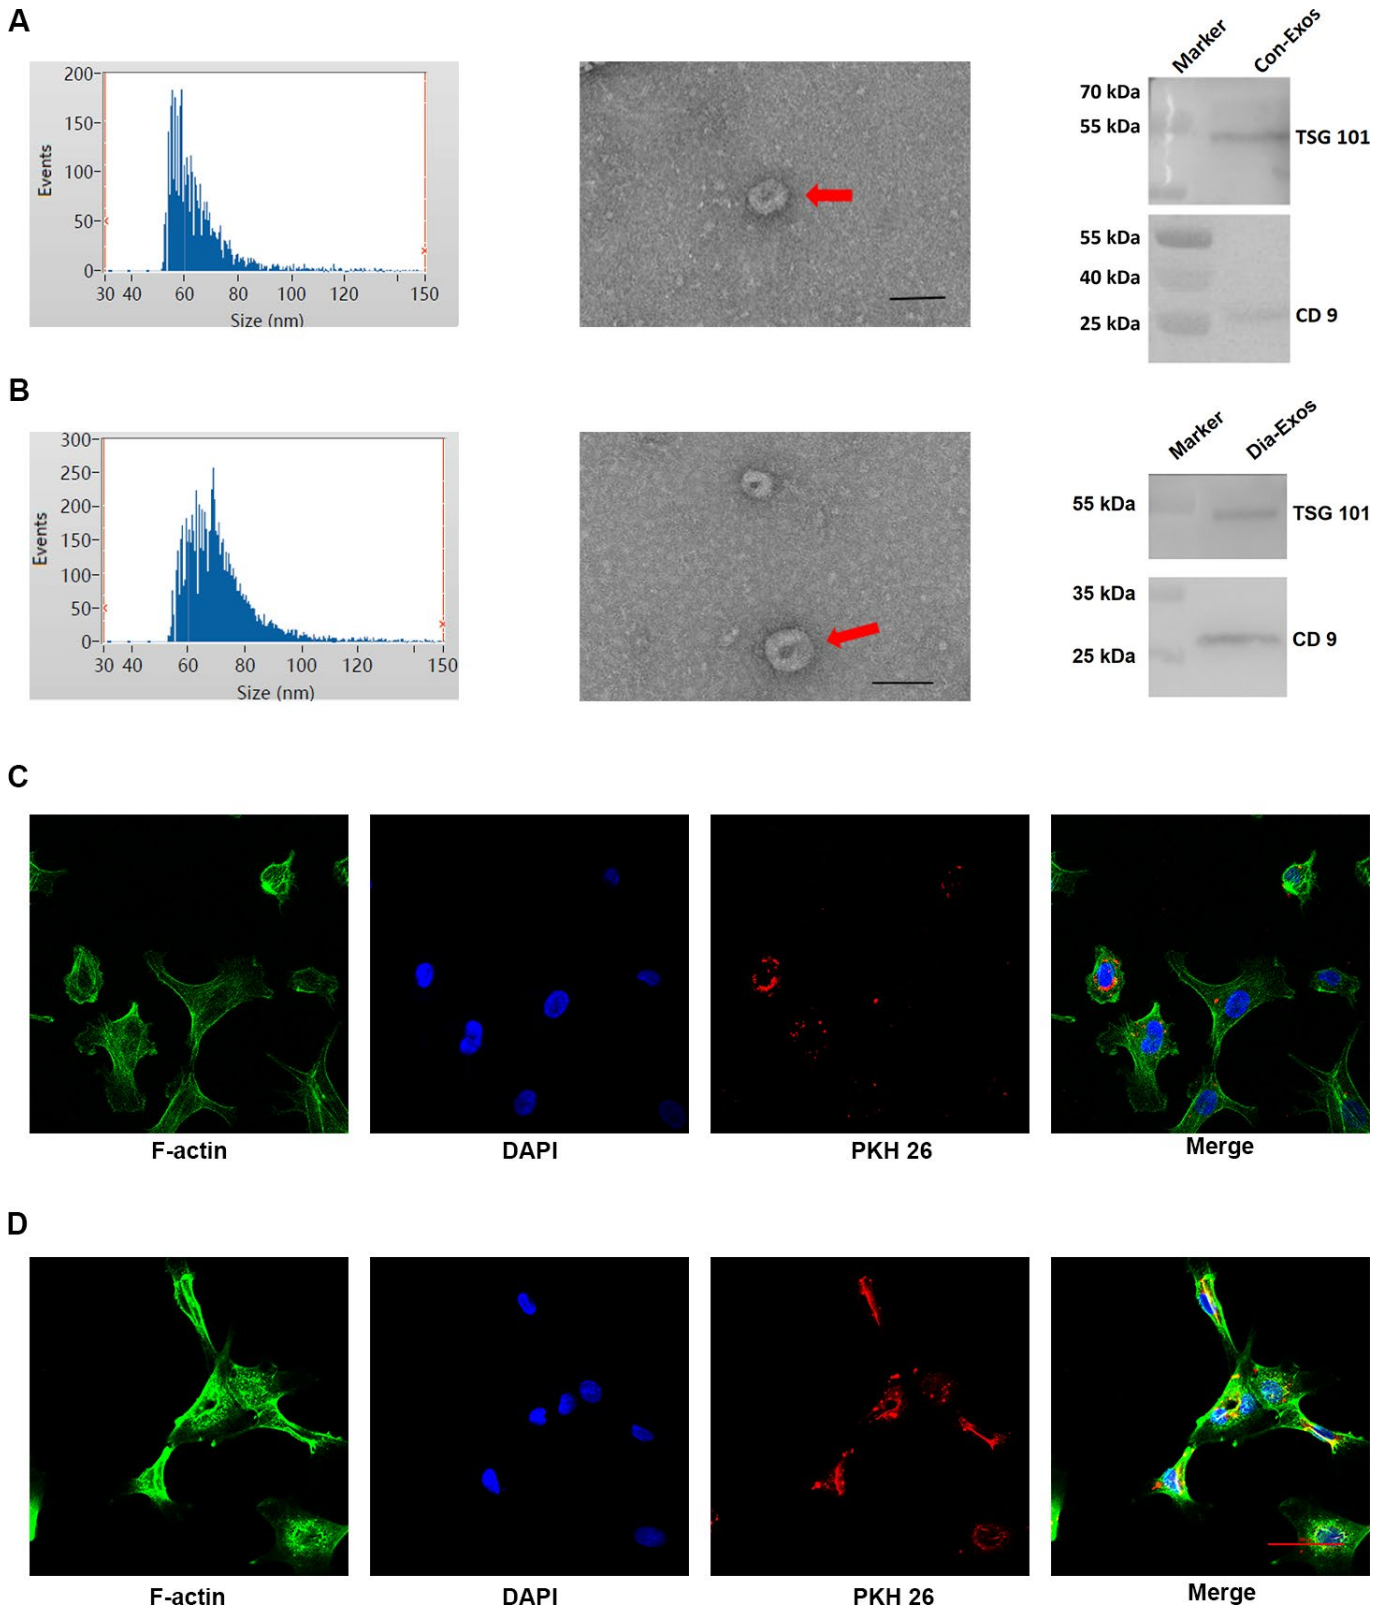 A
200
150
100
50
0
Events
30 40 60 80 100 120 150
Size (nm)
Marker
Con-Exos
70 kDa
55 kDa
TSG 101
55 kDa
40 kDa
25 kDa
CD 9
B
300
250
200
150
100
50
0
Events
30 40 60 80 100 120 150
Size (nm)
Marker
Dia-Exos
55 kDa
TSG 101
35 kDa
25 kDa
CD 9
C
F-actin
DAPI
PKH 26
Merge
D
F-actin
DAPI
PKH 26
Merge